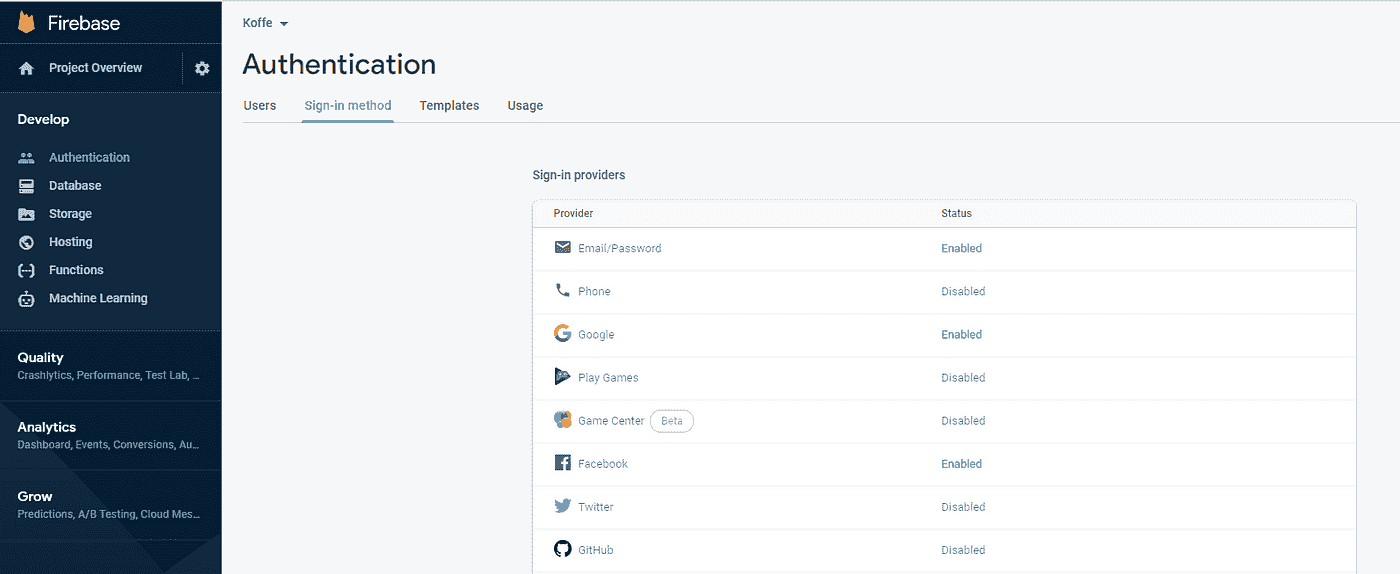 Firebase
Project Overview
Develop
Authentication
Database
Storage
Hosting
Functions
Machine Learning
Quality
Crashlytics, Performance, Test Lab, ...
Analytics
Dashboard, Events, Conversions, Au...
Grow
Predictions, A/B Testing, Cloud Mes...
Koffe
Authentication
Users Sign-in method Templates Usage
Sign-in providers
Provider Status
Email/Password Enabled
Phone Disabled
Google Enabled
Play Games Disabled
Game Center Beta Disabled
Facebook Enabled
Twitter Disabled
GitHub Disabled